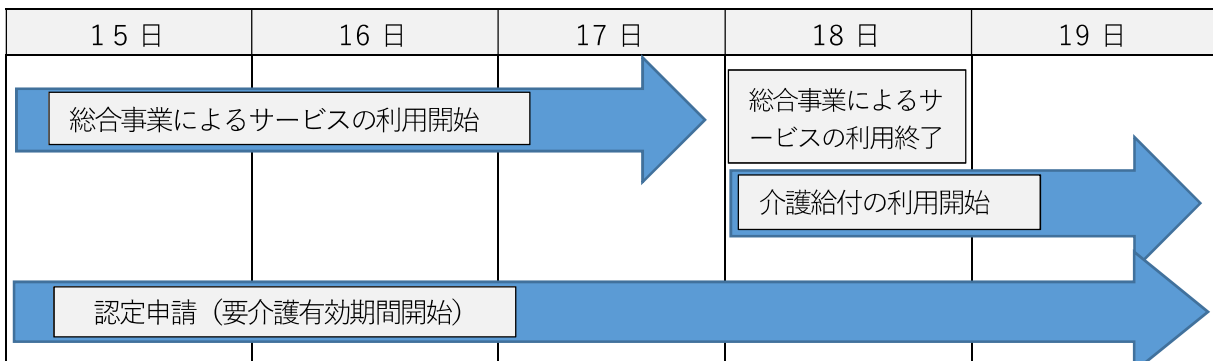 15日 16日 17日 18日 19日
総合事業によるサービスの利用開始
総合事業によるサ
ービスの利用終了
介護給付の利用開始
認定申請（要介護有効期間開始）